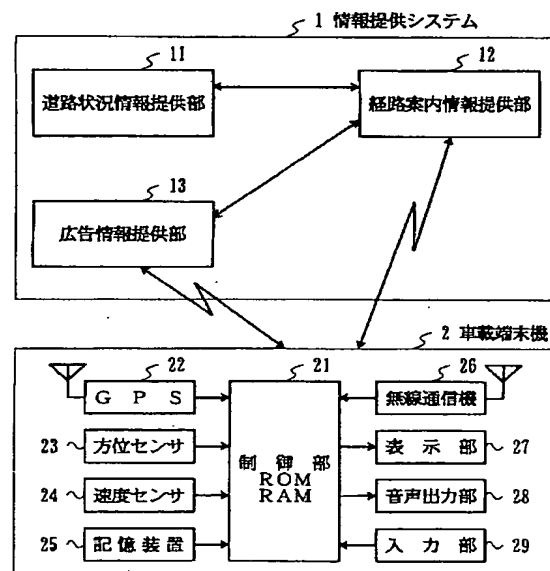 1 情報提供システム
11
12
道路状況情報提供部
経路案内情報提供部
13
広告情報提供部
2 車載端末機
22
21
26
GPS
無線通信機
23
方位センサ
制御部
ROM
RAM
表示部
27
24
速度センサ
音声出力部
28
25
記憶装置
入力部
29